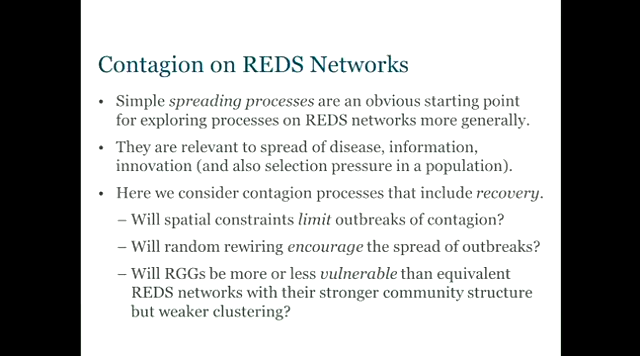 Contagion on REDS Networks
• Simple spreading processes are an obvious starting point
for exploring processes on REDS networks more generally.
• They are relevant to spread of disease, information,
innovation (and also selection pressure in a population).
• Here we consider contagion processes that include recovery.
– Will spatial constraints limit outbreaks of contagion?
– Will random rewiring encourage the spread of outbreaks?
– Will RGGs be more or less vulnerable than equivalent
REDS networks with their stronger community structure
but weaker clustering?